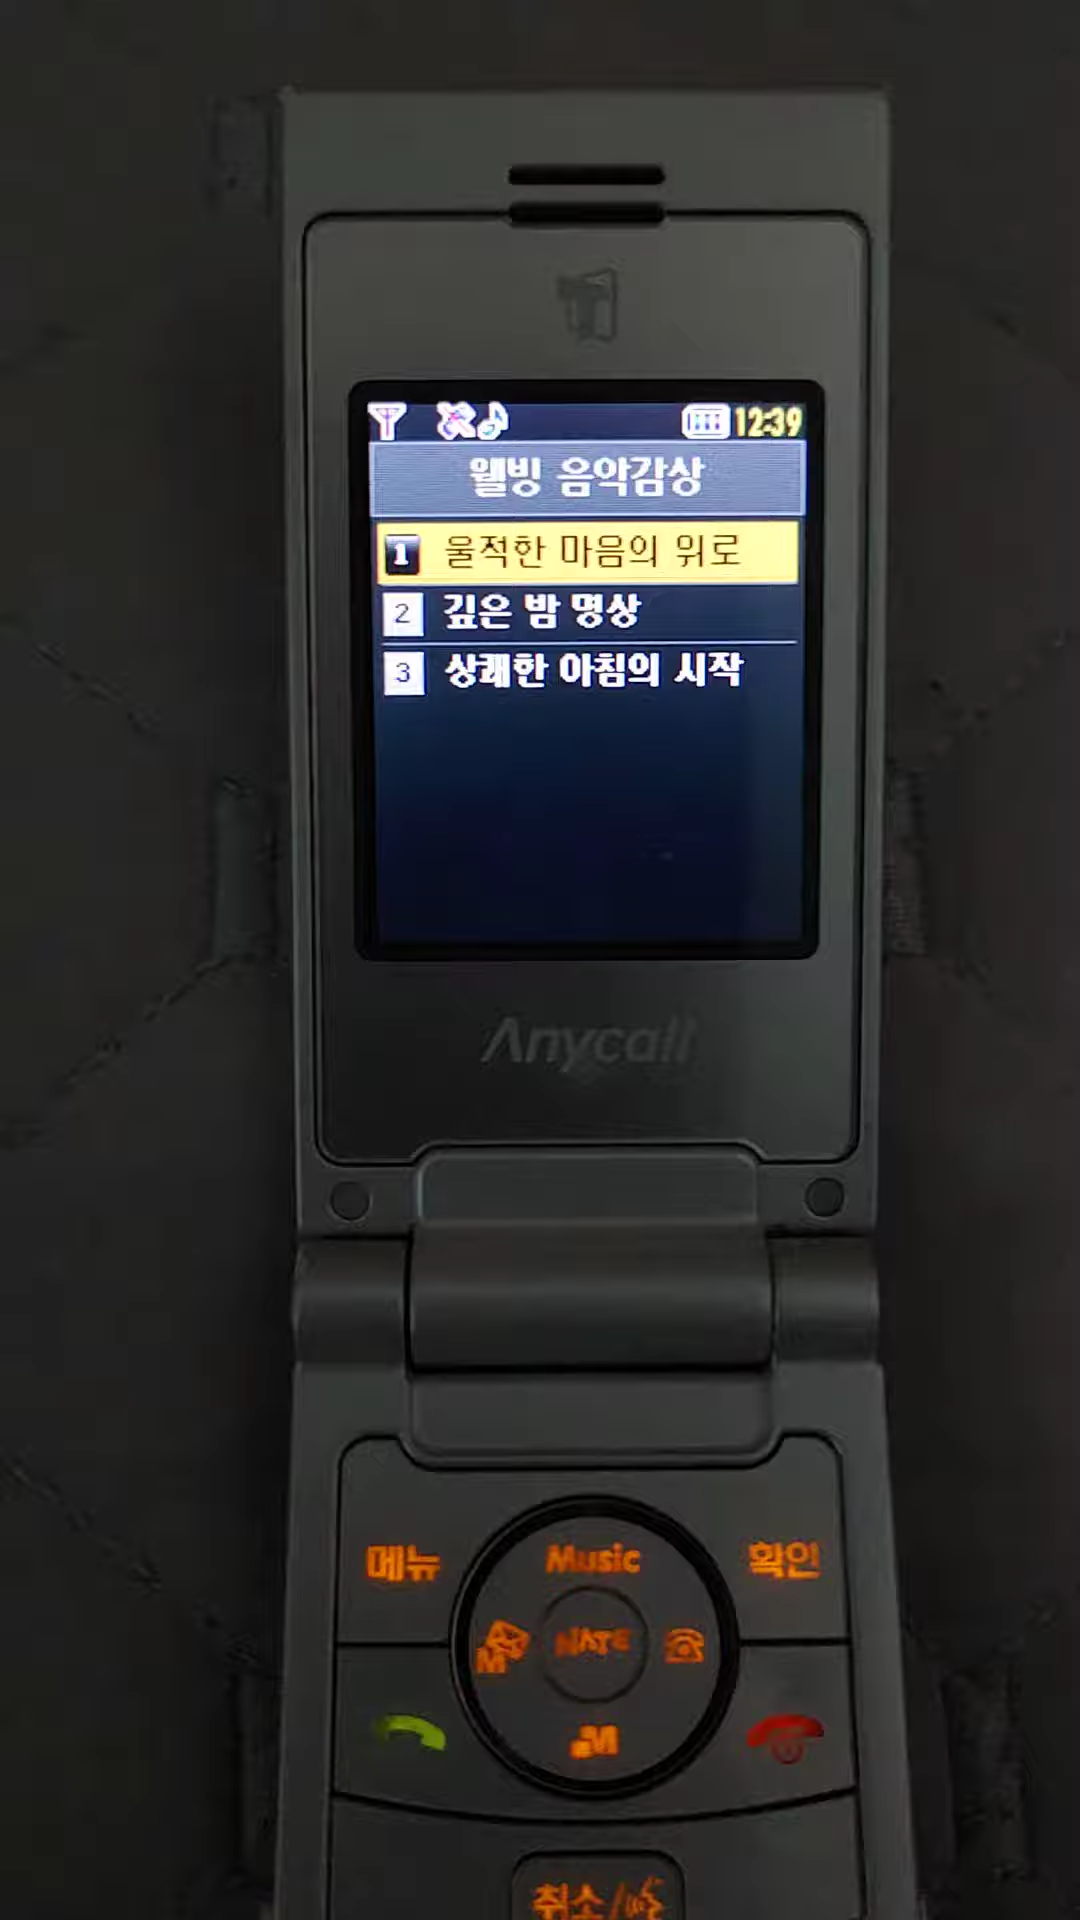 12:39
웰빙 음악감상
1 울적한 마음의 위로
2 깊은 밤 명상
3 상쾌한 아침의 시작
Anycall
메뉴 Music 확인
NATE
M
취소/